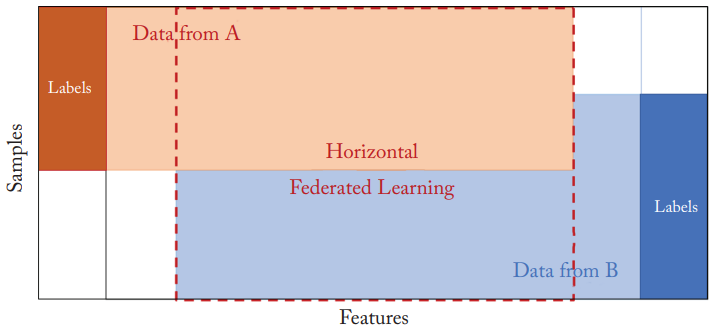 Data from A
Labels
Samples
Horizontal
Federated Learning
Labels
Data from B
Features